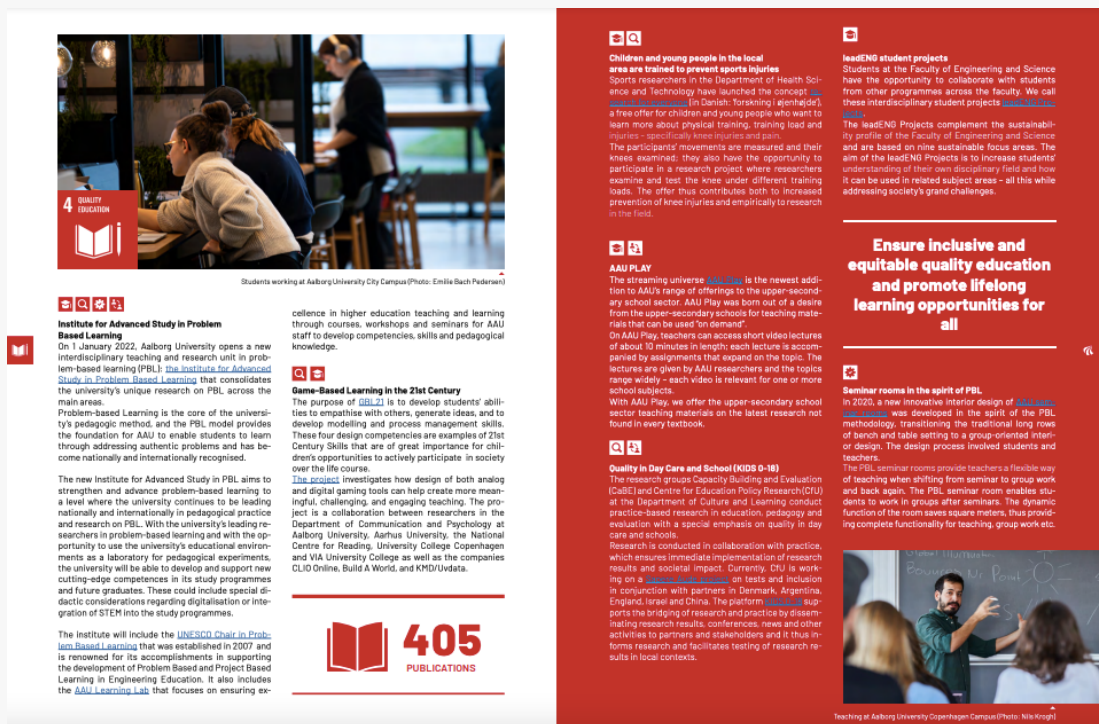 4 QUALITY
EDUCATION
Students working at Aalborg University City Campus (Photo: Emilie Bach Pedersen)
Institute for Advanced Study in Problem
Based Learning
On 1 January 2022, Aalborg University opens a new
interdisciplinary teaching and research unit in prob-
lem-based learning (PBL): the Institute for Advanced
Study in Problem Based Learning that consolidates
the university's unique research on PBL across the
main areas.
Problem-based Learning is the core of the universi-
ty's pedagogic method, and the PBL model provides
the foundation for AAU to enable students to learn
through addressing authentic problems and has be-
come nationally and internationally recognised.
The new Institute for Advanced Study in PBL aims to
strengthen and advance problem-based learning to
a level where the university continues to be leading
nationally and internationally in pedagogical practice
and research on PBL. With the university's leading re-
searchers in problem-based learning and with the op-
portunity to use the university's educational environ-
ments as a laboratory for pedagogical experiments,
the university will be able to develop and support new
cutting-edge competences in its study programmes
and future graduates. These could include special di-
dactic considerations regarding digitalisation or inte-
gration of STEM into the study programmes.
The institute will include the UNESCO Chair in Prob-
lem Based Learning that was established in 2007 and
is renowned for its accomplishments in supporting
the development of Problem Based and Project Based
Learning in Engineering Education. It also includes
the AAU Learning Lab that focuses on ensuring ex-
cellence in higher education teaching and learning
through courses, workshops and seminars for AAU
staff to develop competencies, skills and pedagogical
knowledge.
Game-Based Learning in the 21st Century
The purpose of GBL21 is to develop students' abili-
ties to empathise with others, generate ideas, and to
develop modelling and process management skills.
These four design competencies are examples of 21st
Century Skills that are of great importance for chil-
dren's opportunities to actively participate in society
over the life course.
The project investigates how design of both analog
and digital gaming tools can help create more mean-
ingful, challenging, and engaging teaching. The pro-
ject is a collaboration between researchers in the
Department of Communication and Psychology at
Aalborg University, Aarhus University, the National
Centre for Reading, University College Copenhagen
and VIA University College as well as the companies
CLIO Online, Build A World, and KMD/Uvdata.
405
PUBLICATIONS
Children and young people in the local
area are trained to prevent sports injuries
Sports researchers in the Department of Health Sci-
ence and Technology have launched the concept
(in Danish: 'forskning i øjenhøjde'),
a free offer for children and young people who want to
learn more about physical training, training load and
injuries - specifically knee injuries and pain.
The participants' movements are measured and their
knees examined; they also have the opportunity to
participate in a research project where researchers
examine and test the knee under different training
loads. The offer thus contributes both to increased
prevention of knee injuries and empirically to research
in the field.
AAU PLAY
The streaming universe AAU Play is the newest addi-
tion to AAU's range of offerings to the upper-second-
ary school sector. AAU Play was born out of a desire
from the upper-secondary schools for teaching mate-
rials that can be used "on demand".
On AAU Play, teachers can access short video lectures
of about 10 minutes in length; each lecture is accom-
panied by assignments that expand on the topic. The
lectures are given by AAU researchers and the topics
range widely – each video is relevant for one or more
school subjects.
With AAU Play, we offer the upper-secondary school
sector teaching materials on the latest research not
found in every textbook.
Quality in Day Care and School (KIDS 0-18)
The research groups Capacity Building and Evaluation
(CaBE) and Centre for Education Policy Research (CfU)
at the Department of Culture and Learning conduct
practice-based research in education, pedagogy and
evaluation with a special emphasis on quality in day
care and schools.
Research is conducted in collaboration with practice,
which ensures immediate implementation of research
results and societal impact. Currently, CfU is work-
ing on a on tests and inclusion
in conjunction with partners in Denmark, Argentina,
England, Israel and China. The platform sup-
ports the bridging of research and practice by dissem-
inating research results, conferences, news and other
activities to partners and stakeholders and it thus in-
forms research and facilitates testing of research re-
sults in local contexts.
leadENG student projects
Students at the Faculty of Engineering and Science
have the opportunity to collaborate with students
from other programmes across the faculty. We call
these interdisciplinary student projects
The leadENG Projects complement the sustainabil-
ity profile of the Faculty of Engineering and Science
and are based on nine sustainable focus areas. The
aim of the leadENG Projects is to increase students'
understanding of their own disciplinary field and how
it can be used in related subject areas – all this while
addressing society's grand challenges.
Ensure inclusive and
equitable quality education
and promote lifelong
learning opportunities for
all
Seminar rooms in the spirit of PBL
In 2020, a new innovative interior design of
was developed in the spirit of the PBL
methodology, transitioning the traditional long rows
of bench and table setting to a group-oriented interi-
or design. The design process involved students and
teachers.
The PBL seminar rooms provide teachers a flexible way
of teaching when shifting from seminar to group work
and back again. The PBL seminar room enables stu-
dents to work in groups after seminars. The dynamic
function of the room saves square meters, thus provid-
ing complete functionality for teaching, group work etc.
Teaching at Aalborg University Copenhagen Campus (Photo: Nils Krogh)